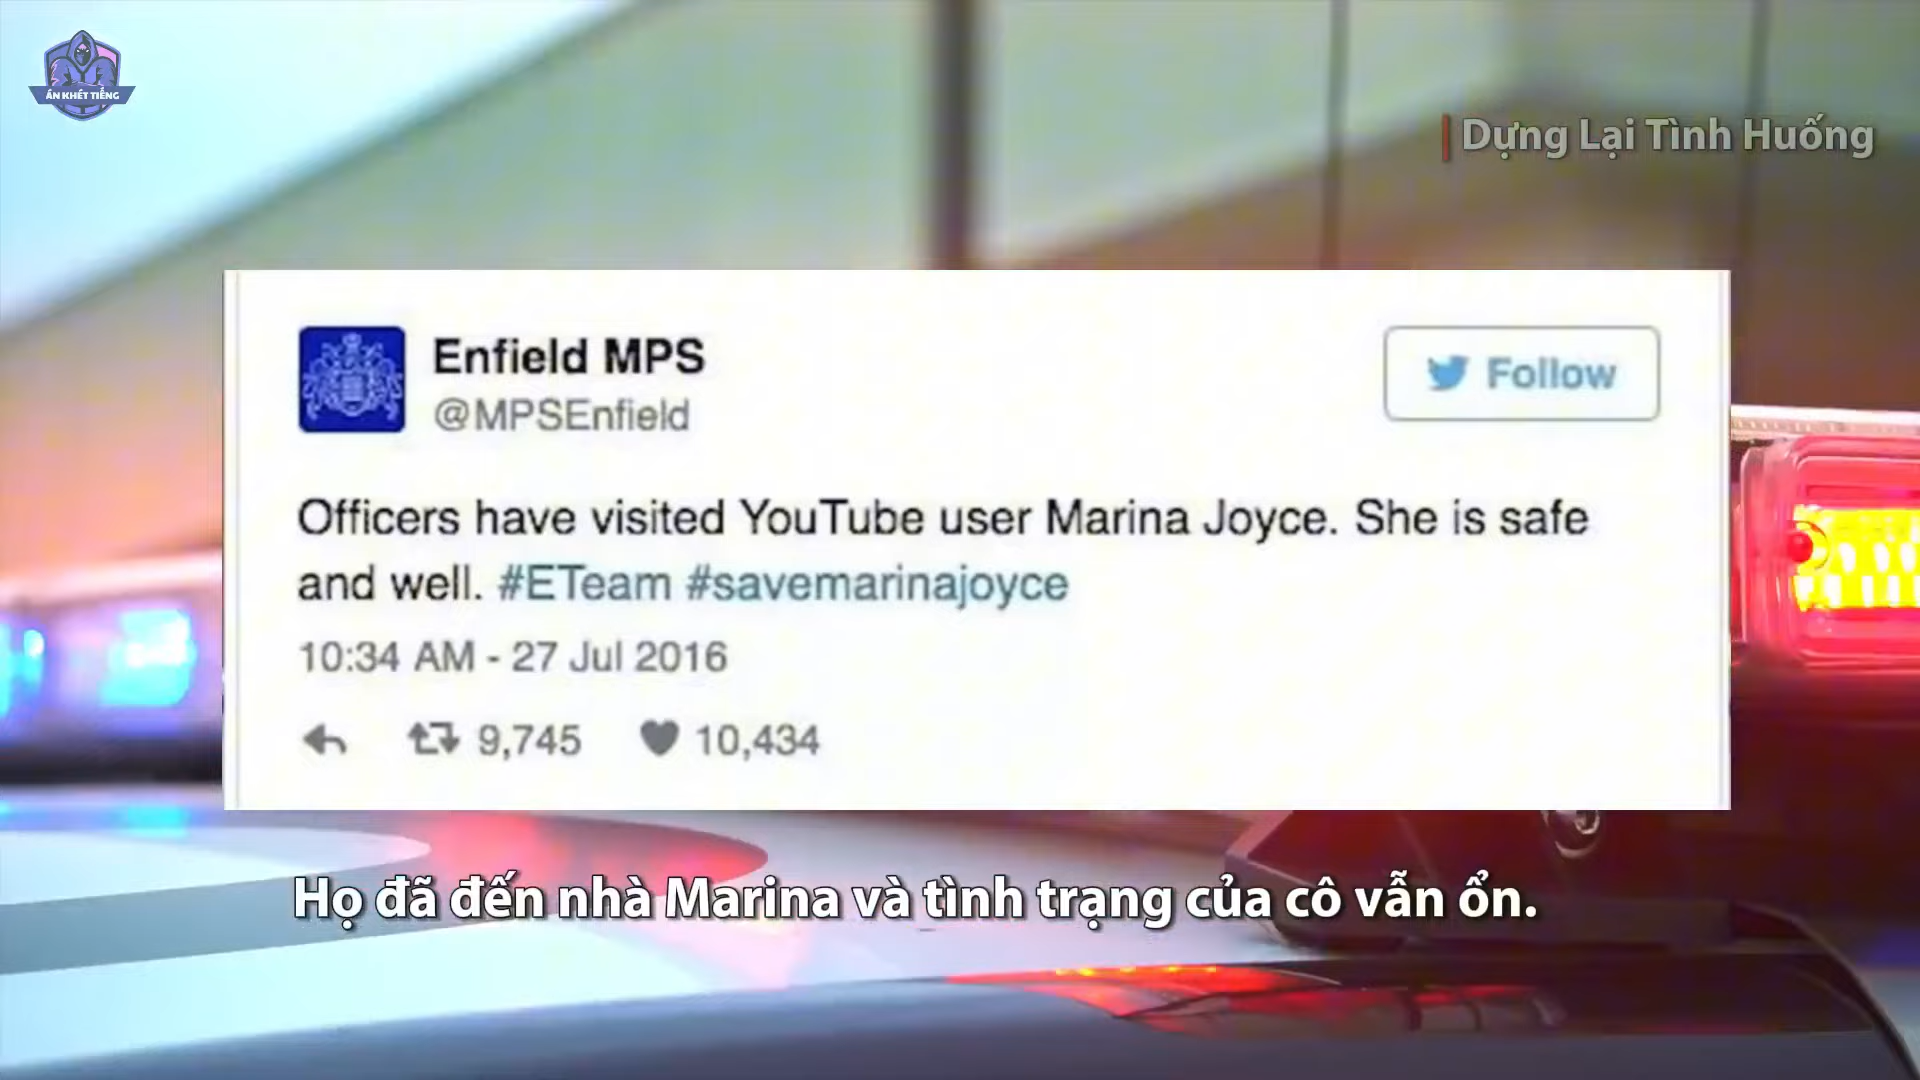 ÁN KHÉT TIẾNG
Dựng Lại Tình Huống
Enfield MPS
@MPSEnfield
Follow
Officers have visited YouTube user Marina Joyce. She is safe
and well. #ETeam #savemarinajoyce
10:34 AM - 27 Jul 2016
9,745 10,434
Họ đã đến nhà Marina và tình trạng của cô vẫn ổn.